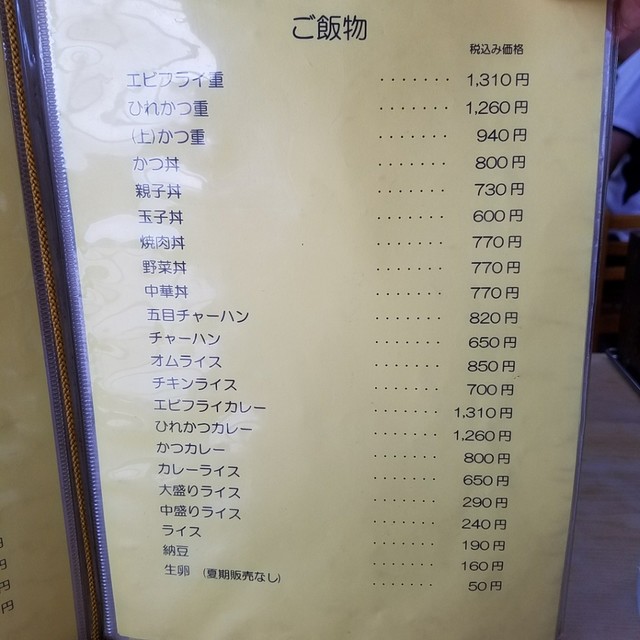 ご飯物
税込み価格
エビフライ重 ······· 1,310円
ひれかつ重 ······· 1,260円
(上)かつ重 ······· 940円
かつ丼 ······· 800円
親子丼 ······· 730円
玉子丼 ······· 600円
焼肉丼 ······· 770円
野菜丼 ······· 770円
中華丼 ······· 770円
五目チャーハン ······· 820円
チャーハン ······· 650円
オムライス ······· 850円
チキンライス ······· 700円
エビフライカレー ······· 1,310円
ひれかつカレー ······· 1,260円
かつカレー ······· 800円
カレーライス ······· 650円
大盛りライス ······· 290円
中盛りライス ······· 240円
ライス ······· 190円
納豆 ······· 160円
生卵 (夏期販売なし) ······· 50円
円
円
円
円